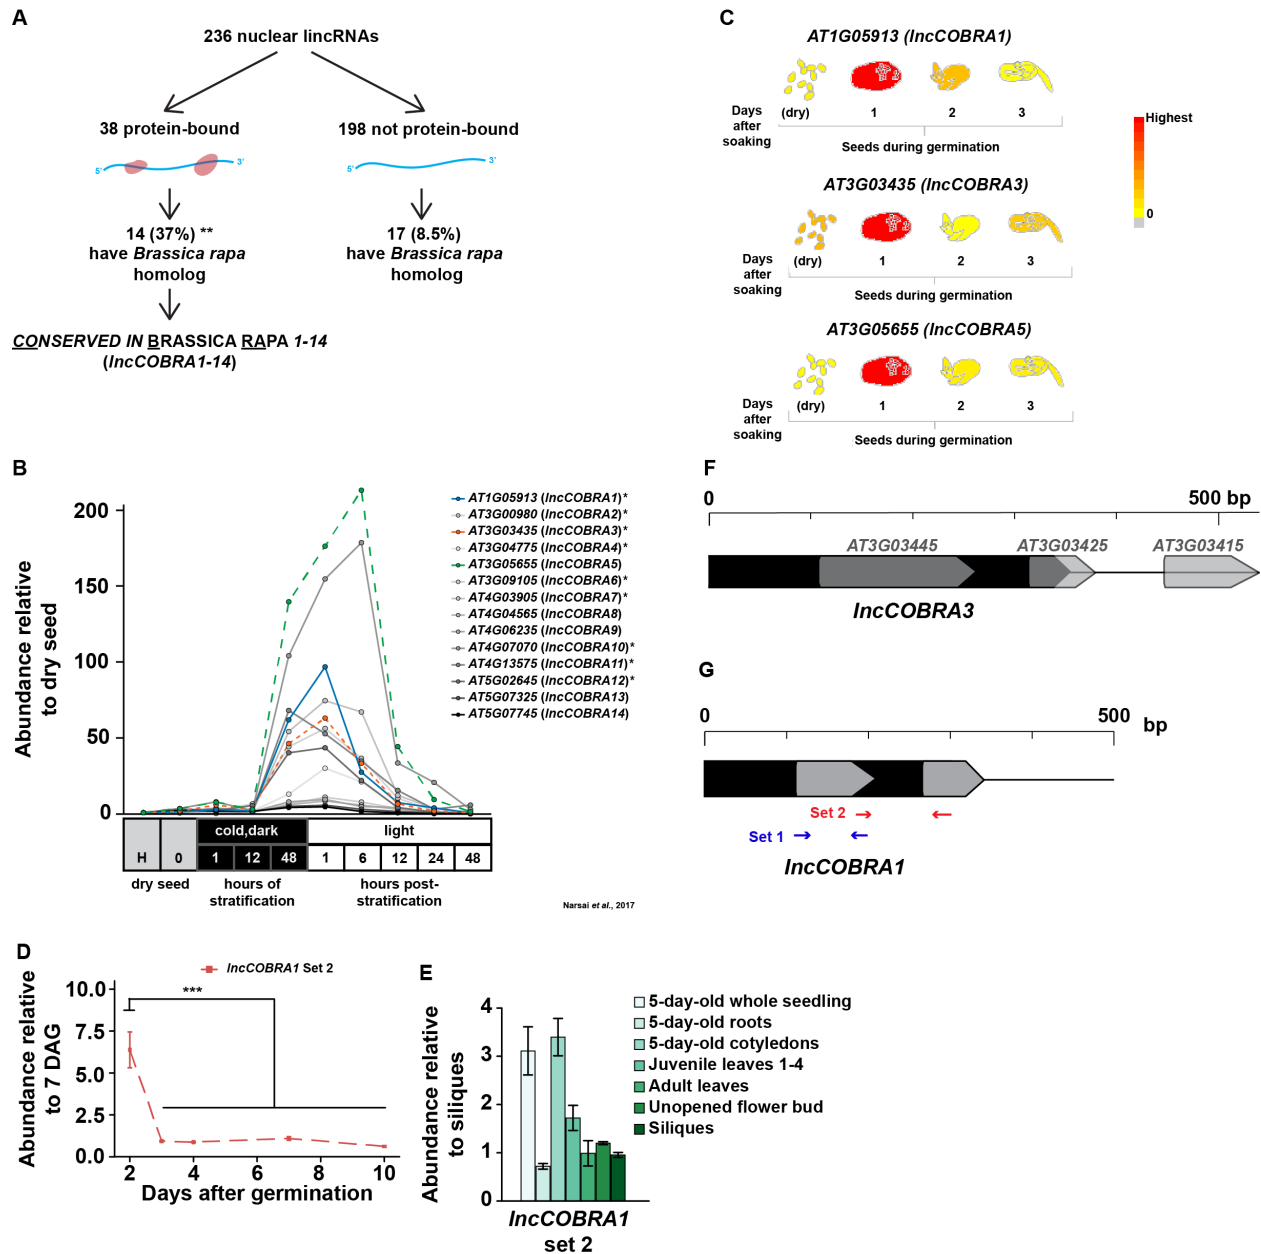 A
236 nuclear lincRNAs
38 protein-bound
198 not protein-bound
5' 3'
5' 3'
14 (37%) **
have Brassica rapa
homolog
17 (8.5%)
have Brassica rapa
homolog
CONSERVED IN BRASSICA RAPA 1-14
(lncCOBRA1-14)
C
AT1G05913 (lncCOBRA1)
Days
after
soaking
(dry) 1 2 3
Seeds during germination
AT3G03435 (lncCOBRA3)
Days
after
soaking
(dry) 1 2 3
Seeds during germination
AT3G05655 (lncCOBRA5)
Days
after
soaking
(dry) 1 2 3
Seeds during germination
Highest
0
B
Abundance relative
to dry seed
200
150
100
50
0
AT1G05913 (lncCOBRA1)*
AT3G00980 (lncCOBRA2)*
AT3G03435 (lncCOBRA3)*
AT3G04775 (lncCOBRA4)*
AT3G05655 (lncCOBRA5)
AT3G09105 (lncCOBRA6)*
AT4G03905 (lncCOBRA7)*
AT4G04565 (lncCOBRA8)
AT4G06235 (lncCOBRA9)
AT4G07070 (lncCOBRA10)*
AT4G13575 (lncCOBRA11)*
AT5G02645 (lncCOBRA12)*
AT5G07325 (lncCOBRA13)
AT5G07745 (lncCOBRA14)
cold,dark light
H 0 1 12 48 1 6 12 24 48
dry seed
hours of
stratification
hours post-
stratification
Narsai et al., 2017
F
0 500 bp
AT3G03445 AT3G03425 AT3G03415
lncCOBRA3
G
0 500 bp
Set 2
Set 1
lncCOBRA1
D
lncCOBRA1 Set 2
Abundance relative
to 7 DAG
10.0
7.5
5.0
2.5
0.0
***
2 4 6 8 10
Days after germination
E
Abundance relative
to siliques
4
3
2
1
0
5-day-old whole seedling
5-day-old roots
5-day-old cotyledons
Juvenile leaves 1-4
Adult leaves
Unopened flower bud
Siliques
lncCOBRA1
set 2